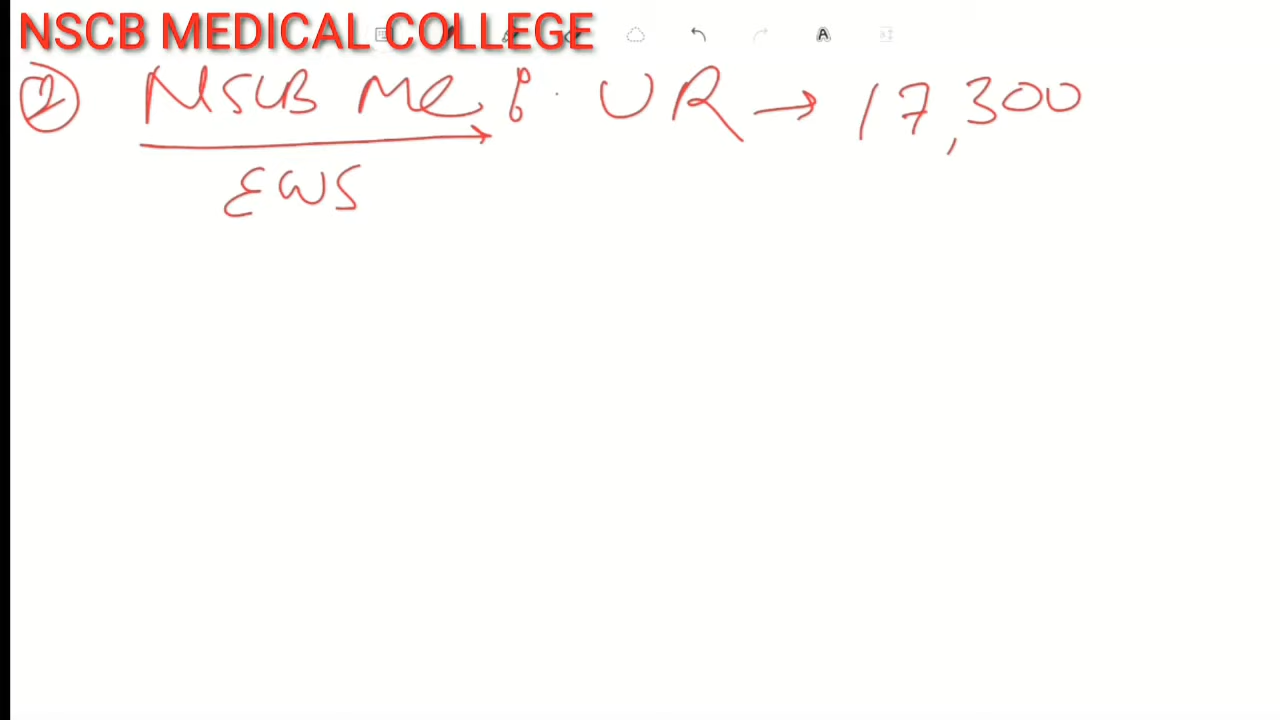 NSCB MEDICAL COLLEGE
② NSCB MC : UR → 17,300
EWS